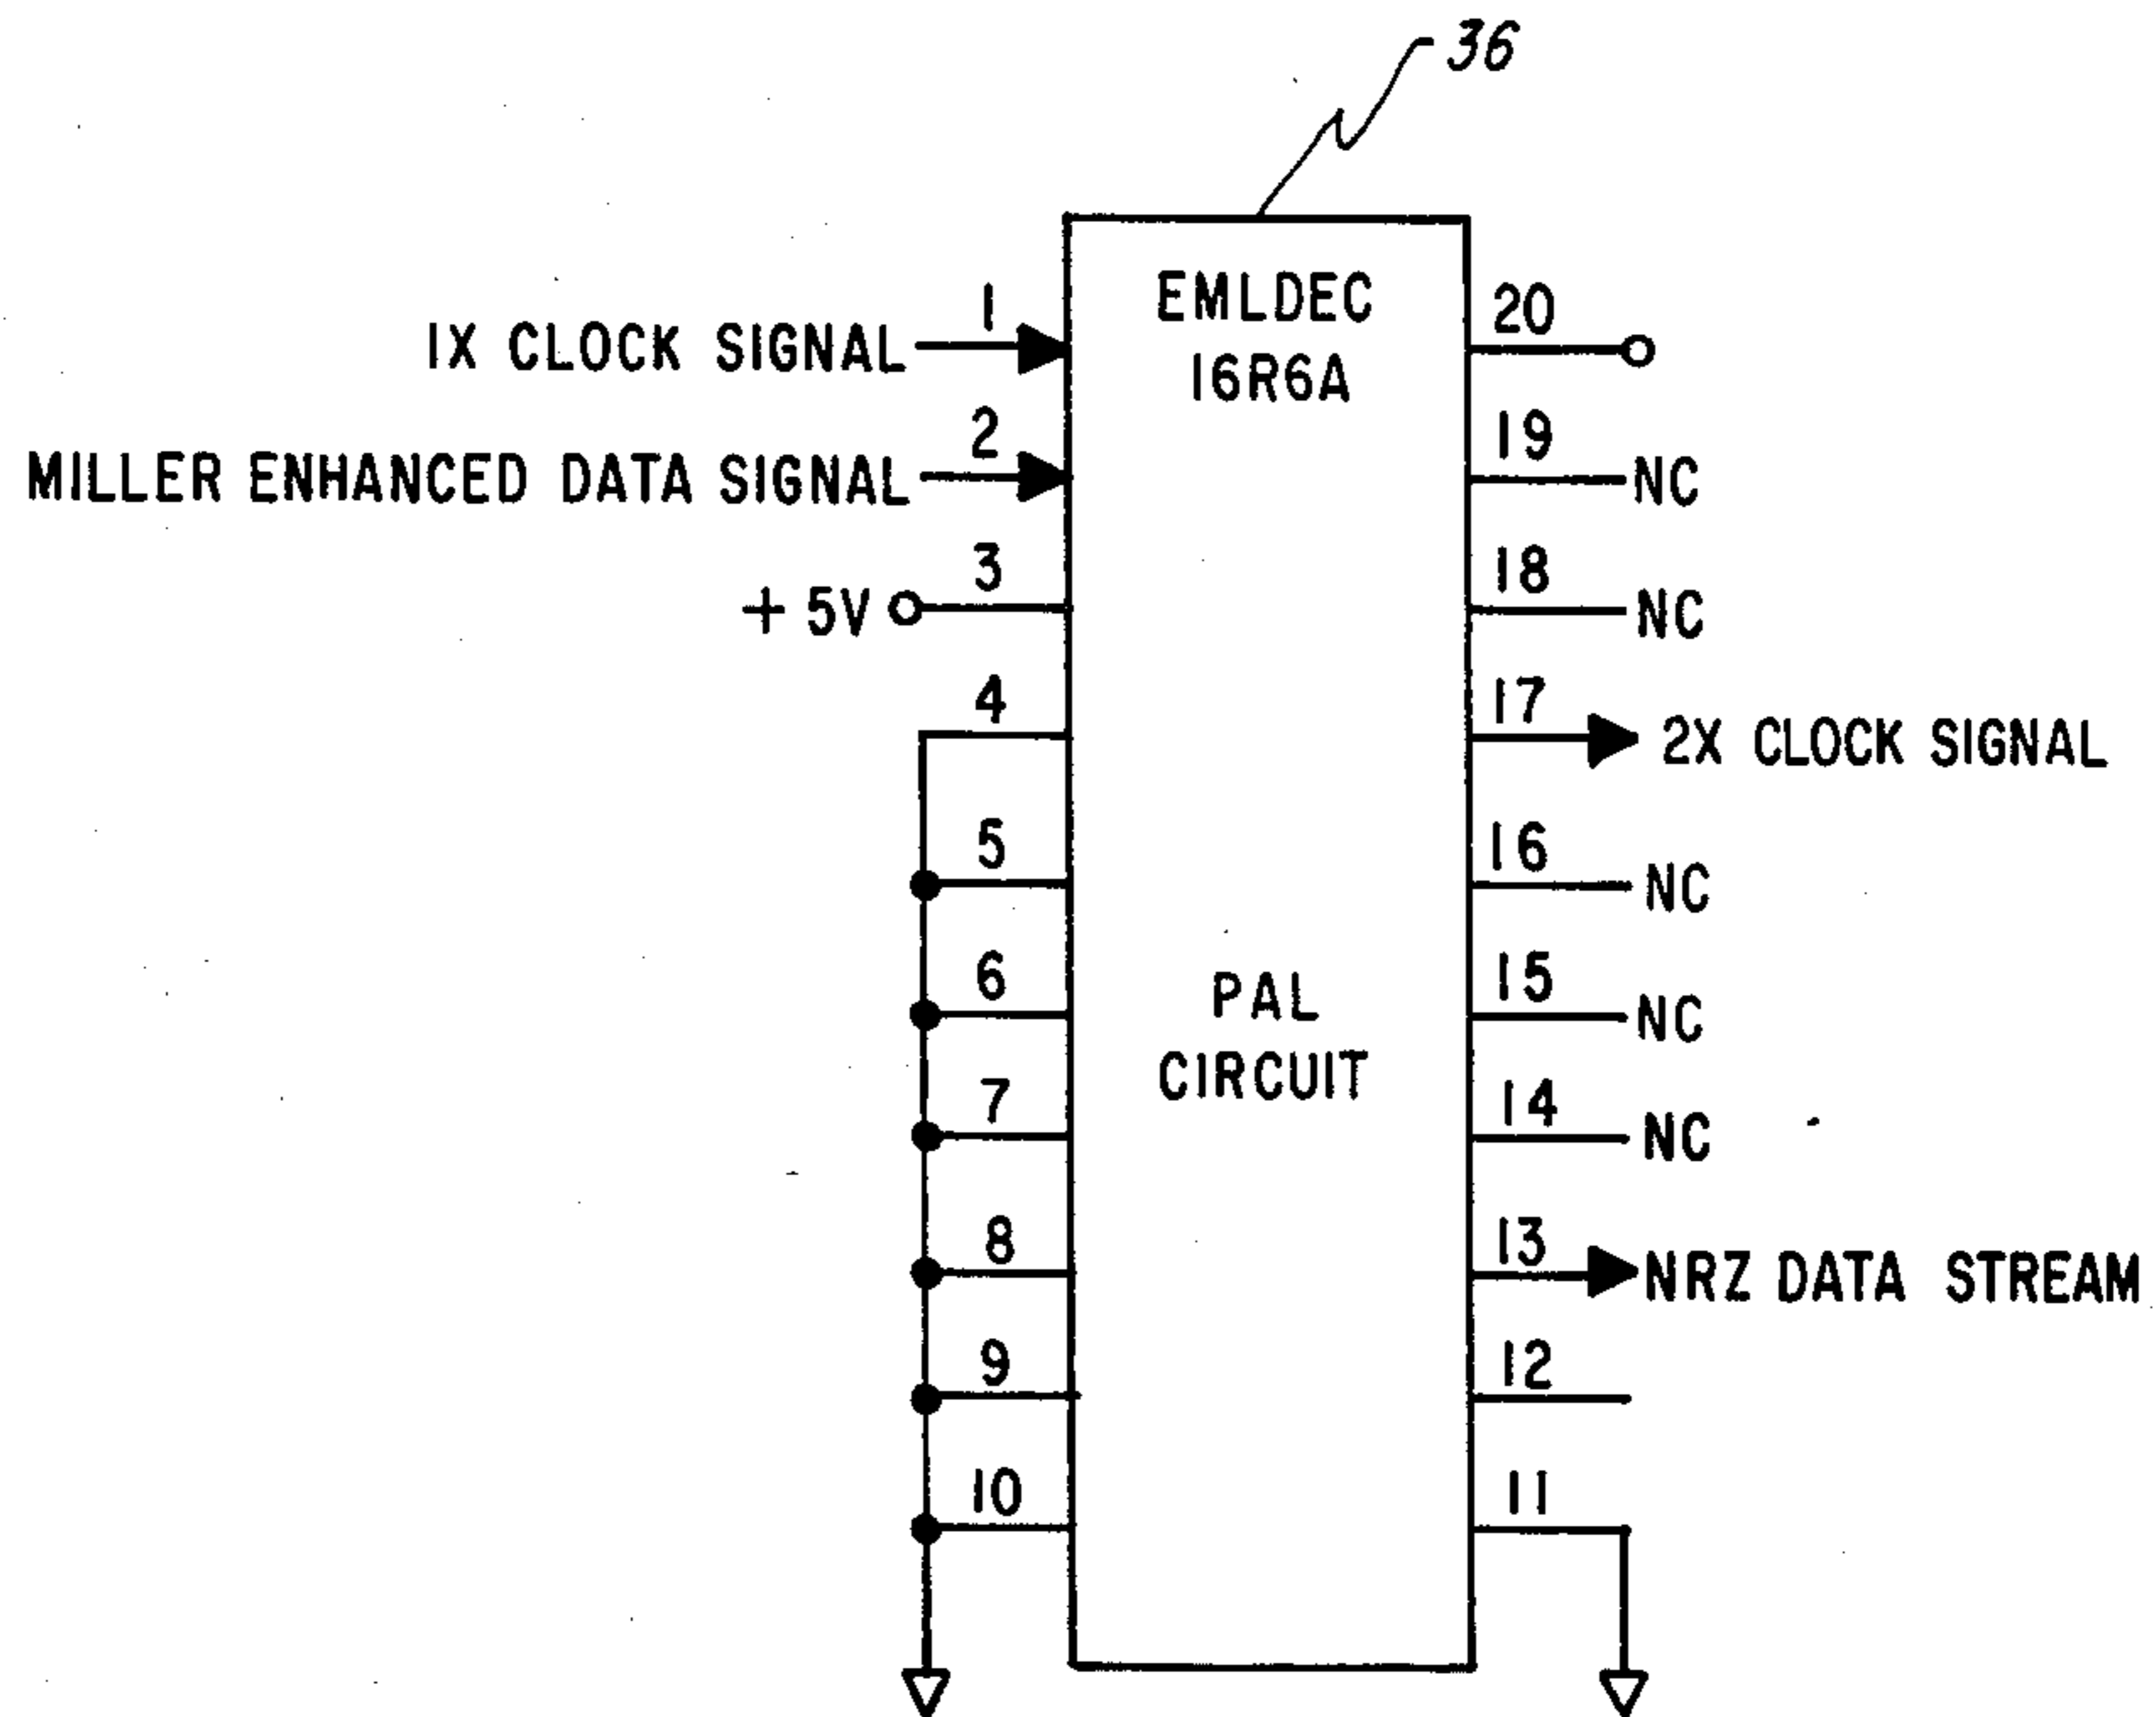 36
EMLDEC
16R6A
1X CLOCK SIGNAL 1
MILLER ENHANCED DATA SIGNAL 2
+ 5V 3
4
5
6
7
8
9
10
PAL
CIRCUIT
20
19 NC
18 NC
17 2X CLOCK SIGNAL
16 NC
15 NC
14 NC
13 NRZ DATA STREAM
12
11